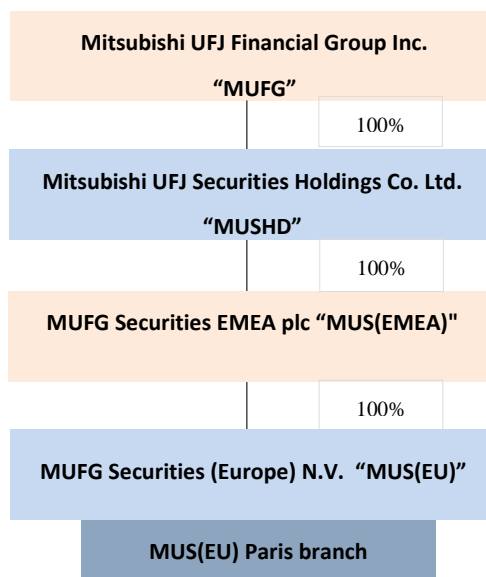 Mitsubishi UFJ Financial Group Inc.
“MUFG”
100%
Mitsubishi UFJ Securities Holdings Co. Ltd.
“MUSHD”
100%
MUFG Securities EMEA plc “MUS(EMEA)"
100%
MUFG Securities (Europe) N.V. “MUS(EU)”
MUS(EU) Paris branch